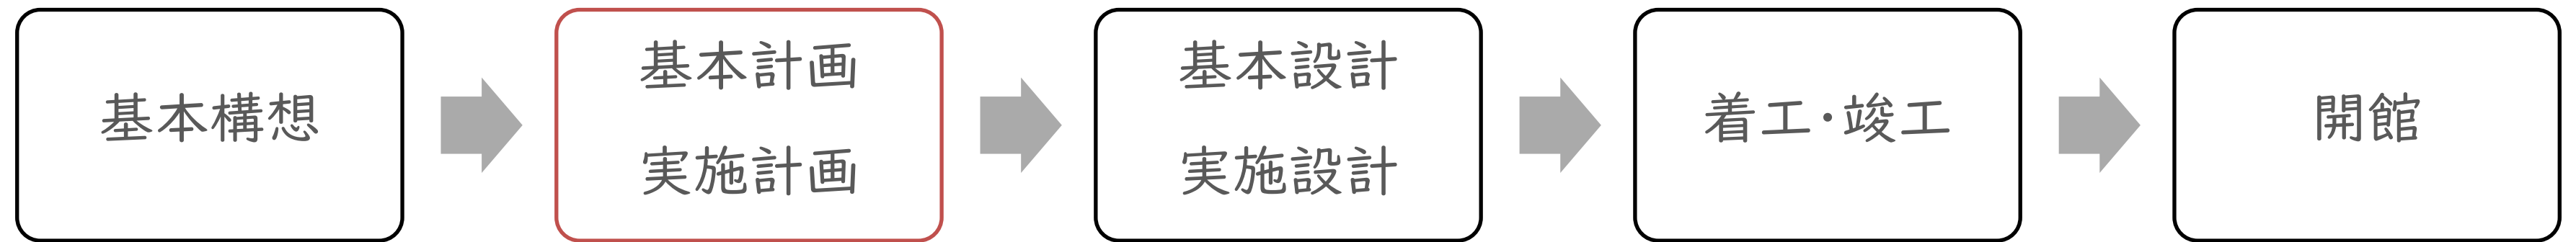 基本構想
基本計画
実施計画
基本設計
実施設計
着工・竣工
開館